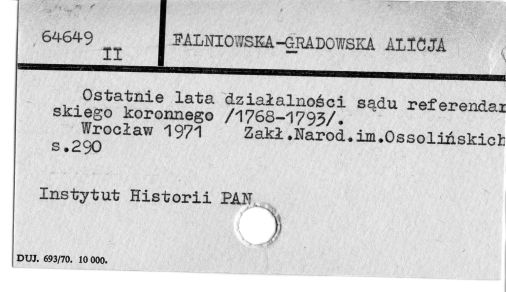 64649
II
FALNIOWSKA-GRADOWSKA ALICJA
Ostatnie lata działalności sądu referendar
skiego koronnego /1768-1793/.
Wrocław 1971 Zakł.Narod.im.Ossolińskich
s.290
Instytut Historii PAN
DUJ. 693/70. 10 000.